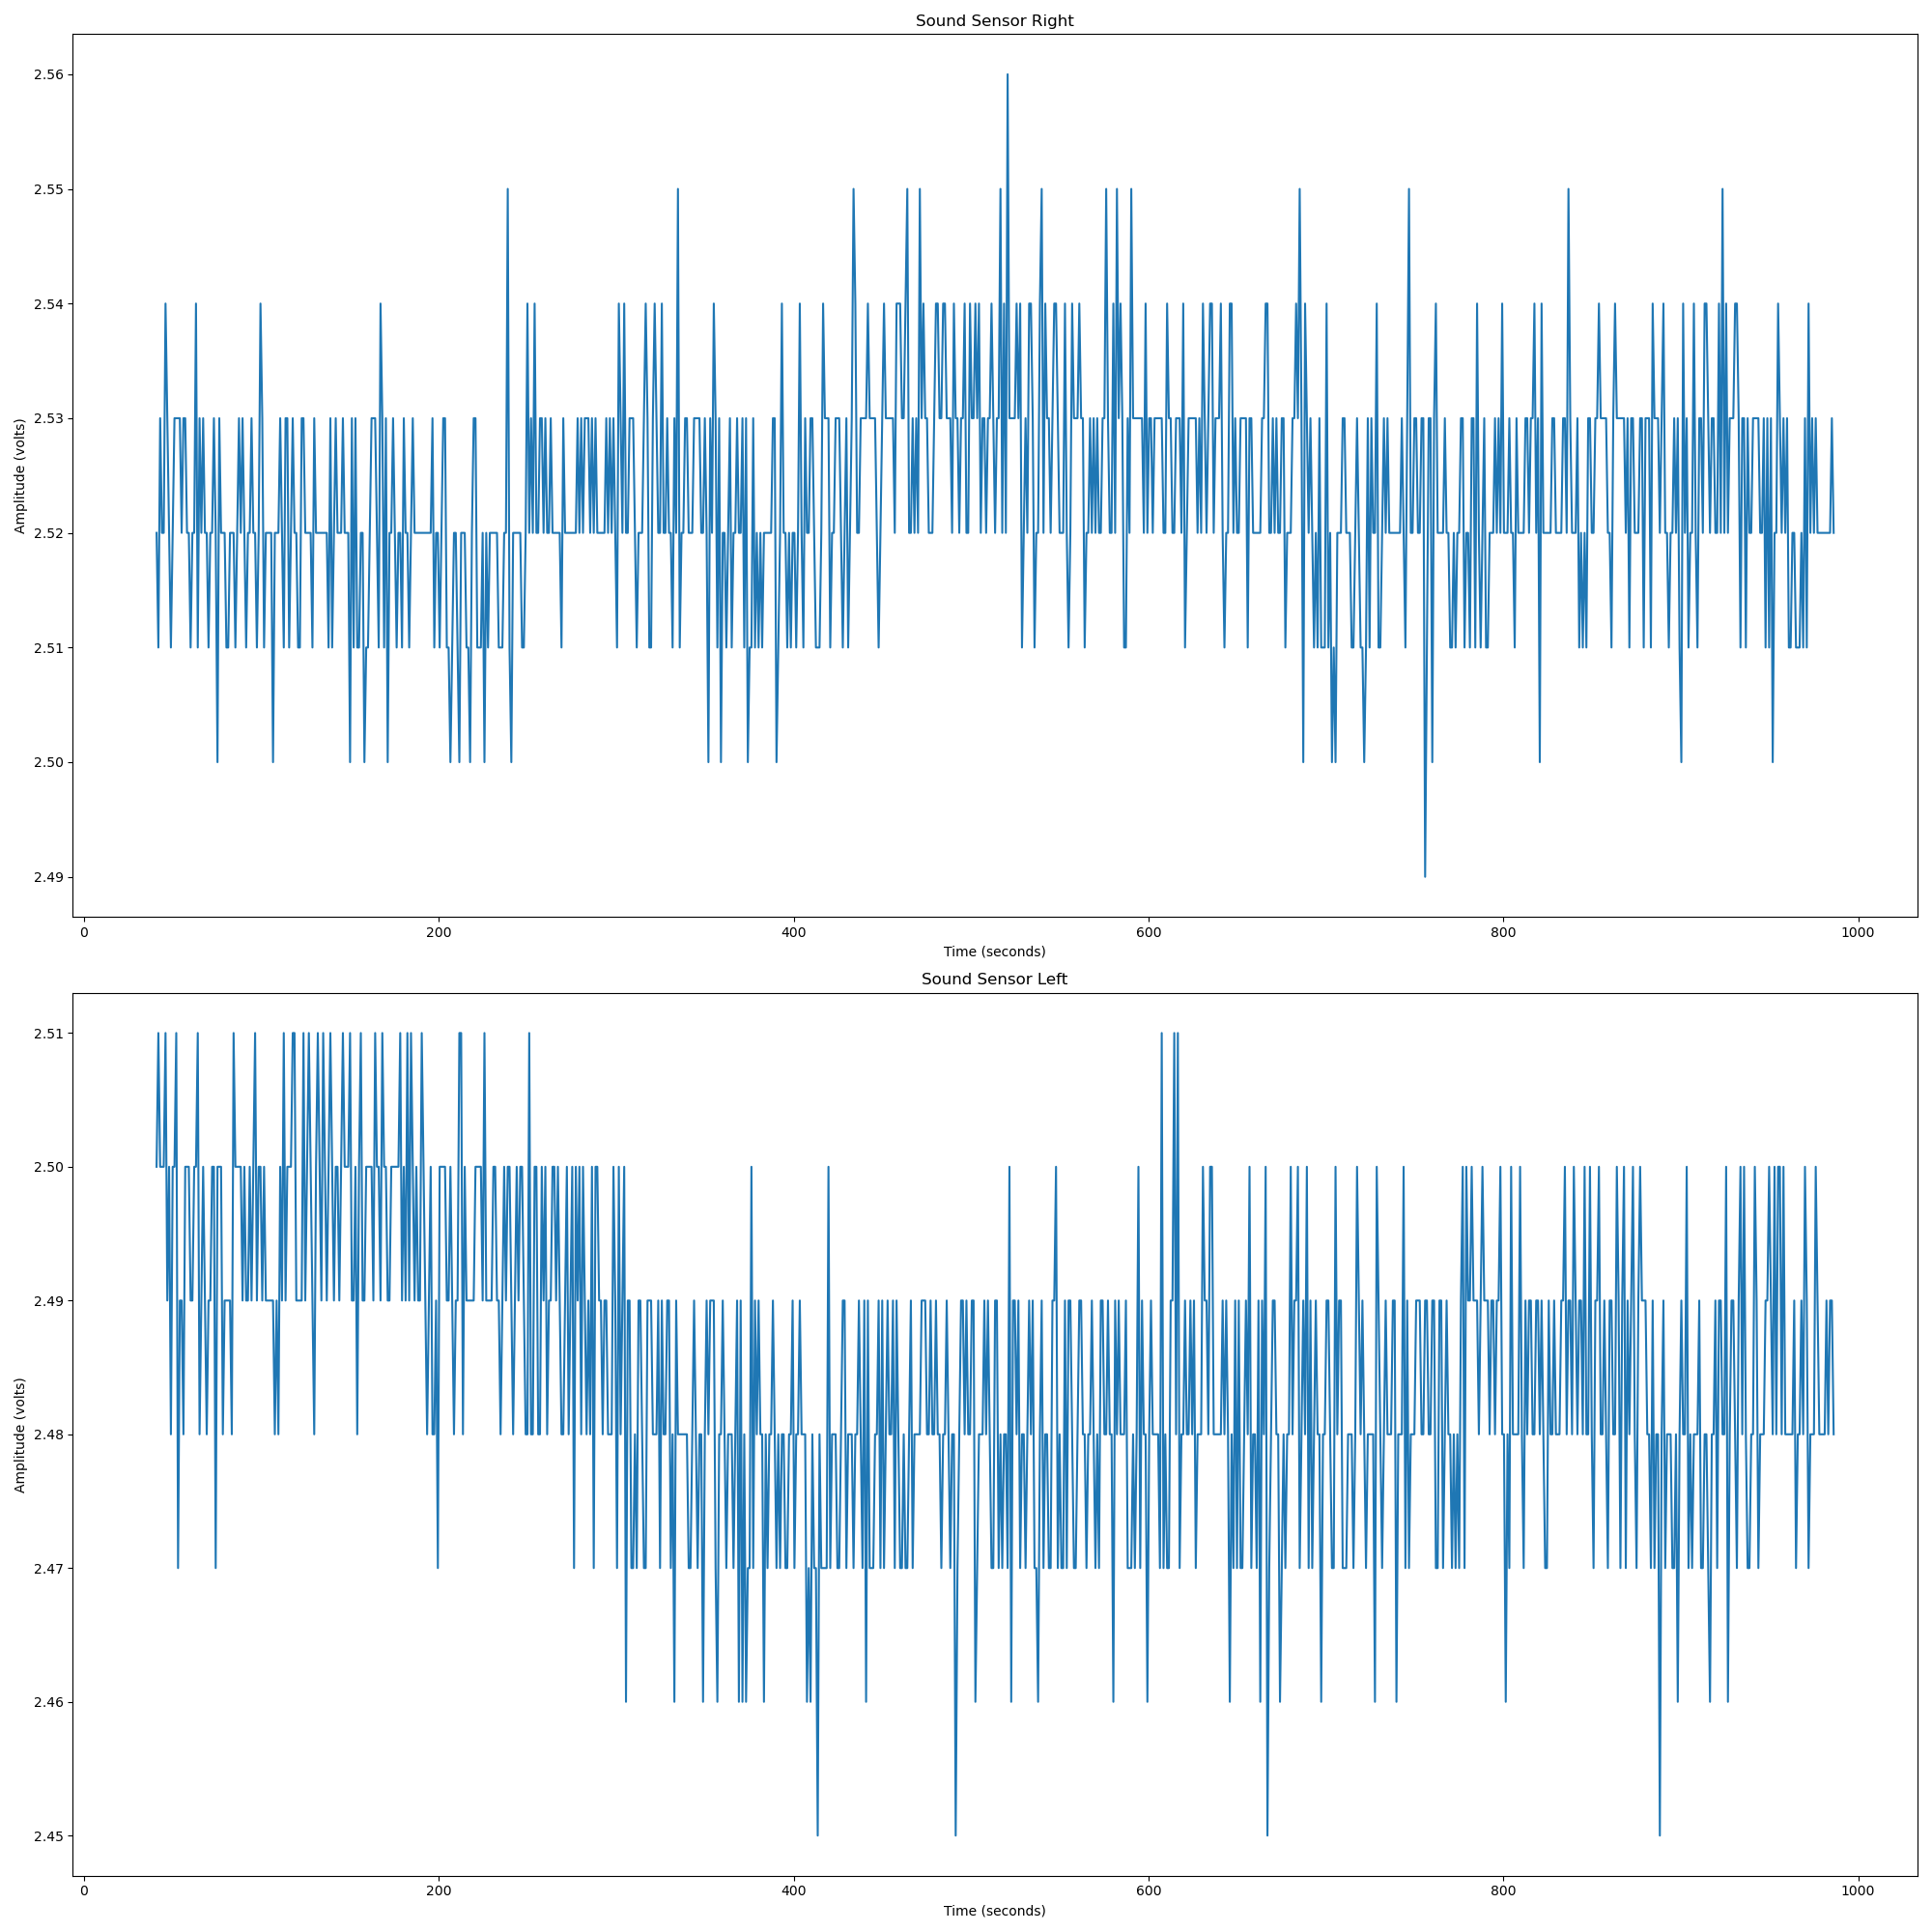 Sound Sensor Right
2.56
2.55
2.54
2.53
2.52
2.51
2.50
2.49
Amplitude (volts)
0 200 400 600 800 1000
Time (seconds)
Sound Sensor Left
2.51
2.50
2.49
2.48
2.47
2.46
2.45
Amplitude (volts)
0 200 400 600 800 1000
Time (seconds)